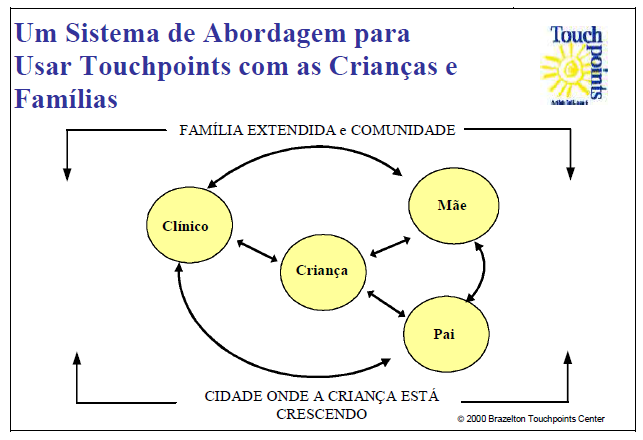 Um Sistema de Abordagem para
Usar Touchpoints com as Crianças e
Famílias
Touch
points
FAMÍLIA EXTENDIDA e COMUNIDADE
Mãe
Clínico
Criança
Pai
CIDADE ONDE A CRIANÇA ESTÁ
CRESCENDO
© 2000 Brazelton Touchpoints Center